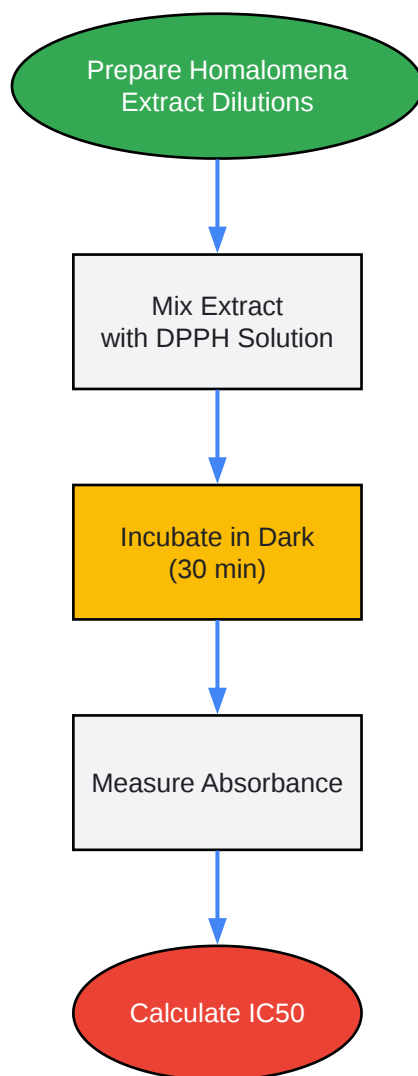 Prepare Homalomena
Extract Dilutions
Mix Extract
with DPPH Solution
Incubate in Dark
(30 min)
Measure Absorbance
Calculate IC50